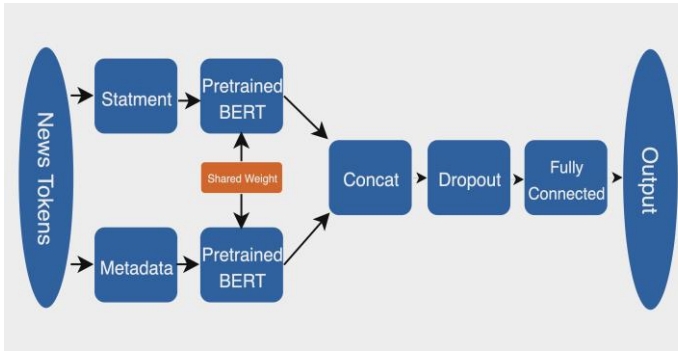 News Tokens
Statment
Pretrained
BERT
Shared Weight
Metadata
Pretrained
BERT
Concat
Dropout
Fully
Connected
Output